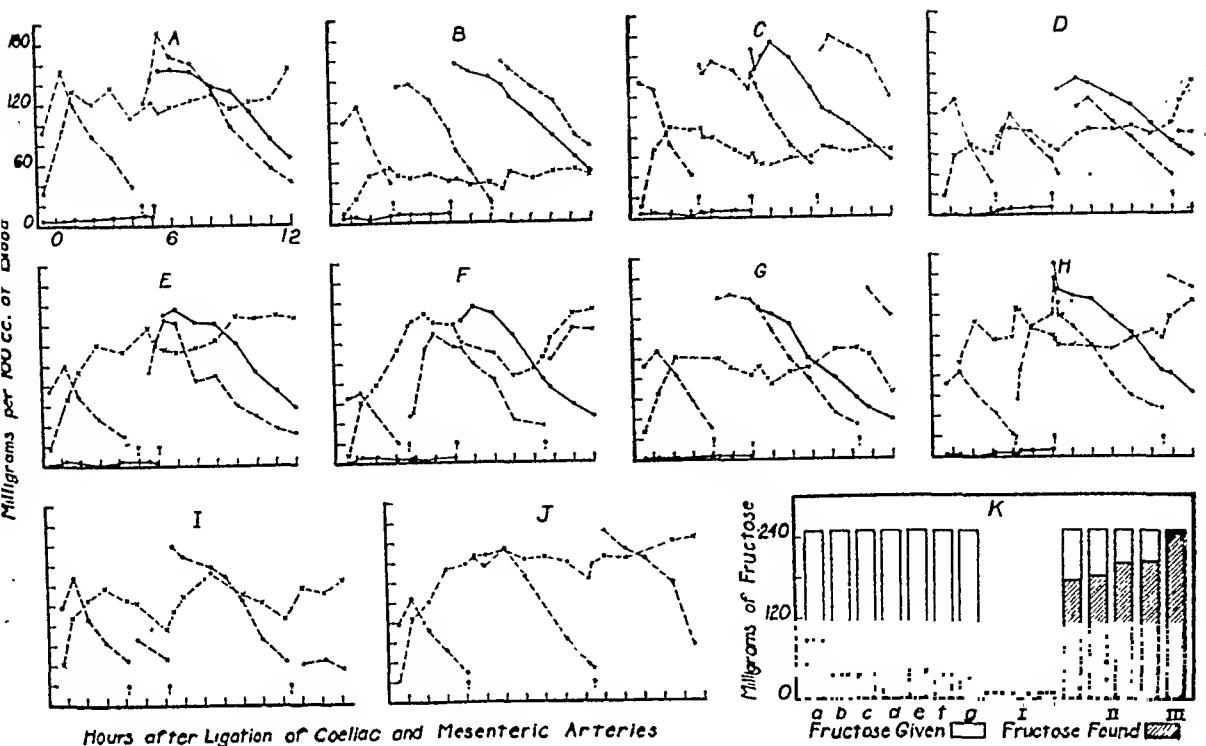 A
B
C
D
180
120
60
0
0 6 12
Milligrams per 100 cc. of Blood
E
F
G
H
I
J
K
Milligrams of Fructose
240
120
0
a b c d e f g I II III
Fructose Given Fructose Found
Hours after Ligation of Coeliac and Mesenteric Arteries